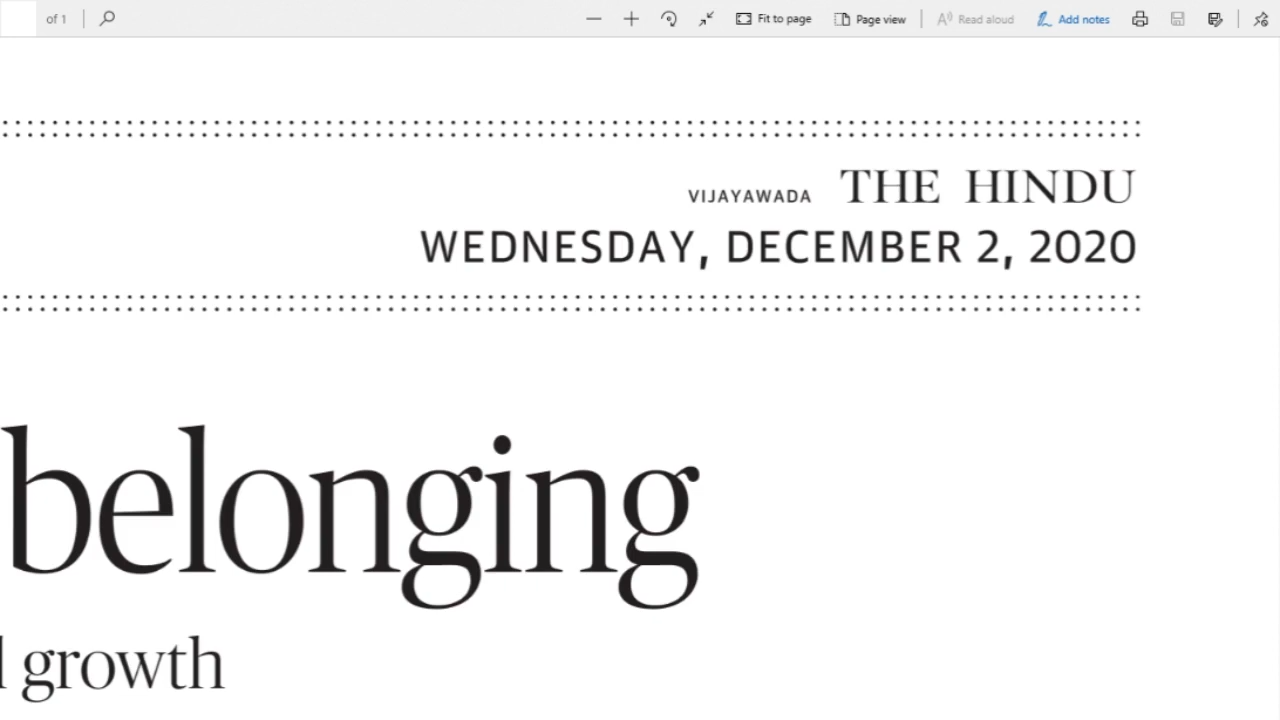 of 1 Fit to page Page view Read aloud Add notes
VIJAYAWADA THE HINDU
WEDNESDAY, DECEMBER 2, 2020
belonging
growth